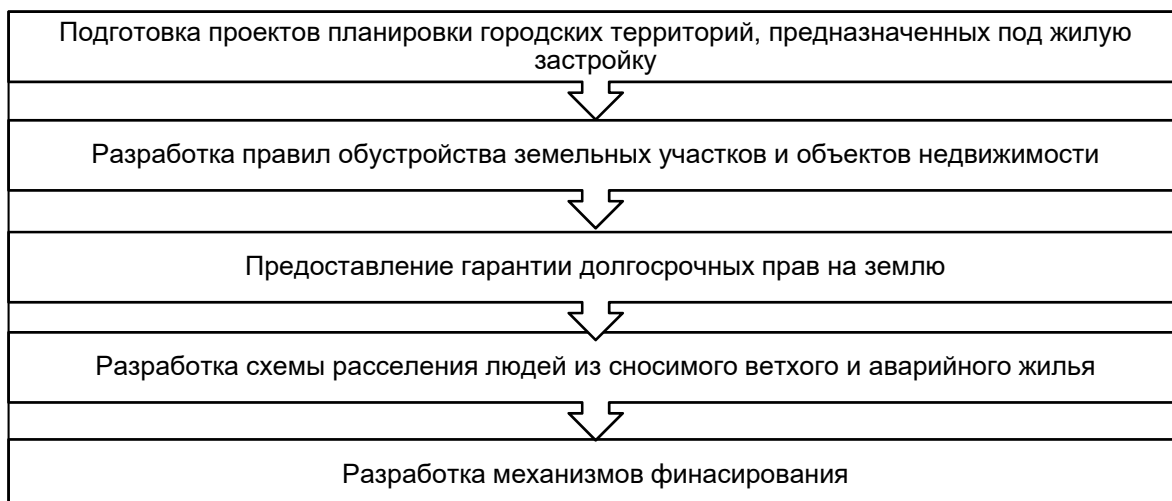 Подготовка проектов планировки городских территорий, предназначенных под жилую
застройку
Разработка правил обустройства земельных участков и объектов недвижимости
Предоставление гарантии долгосрочных прав на землю
Разработка схемы расселения людей из сносимого ветхого и аварийного жилья
Разработка механизмов финасирования